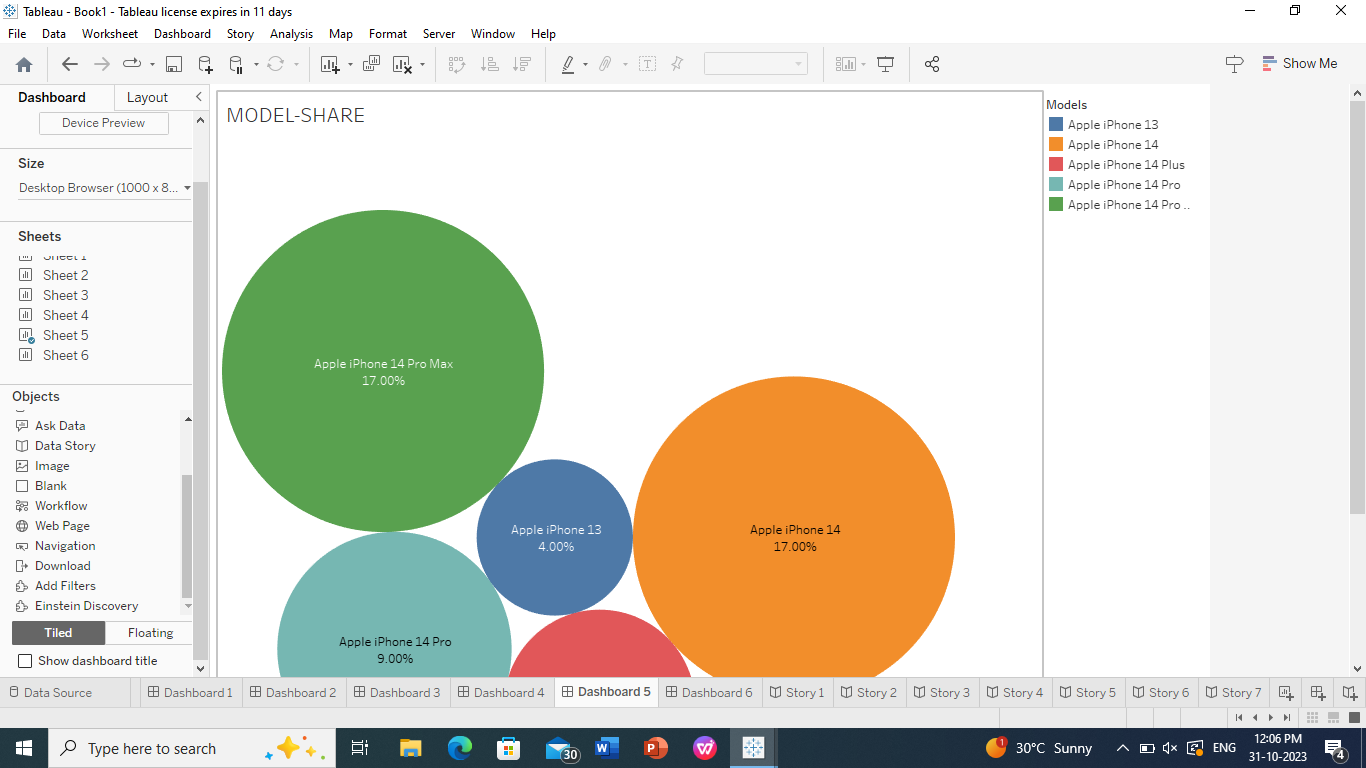 Tableau - Book1 - Tableau license expires in 11 days
File Data Worksheet Dashboard Story Analysis Map Format Server Window Help
Show Me
Dashboard Layout
Device Preview
Size
Desktop Browser (1000 x 8...
Sheets
Sheet 1
Sheet 2
Sheet 3
Sheet 4
Sheet 5
Sheet 6
Objects
Ask Data
Data Story
Image
Blank
Workflow
Web Page
Navigation
Download
Add Filters
Einstein Discovery
Tiled Floating
Show dashboard title
MODEL-SHARE
Apple iPhone 14 Pro Max
17.00%
Apple iPhone 13
4.00%
Apple iPhone 14
17.00%
Apple iPhone 14 Pro
9.00%
Models
Apple iPhone 13
Apple iPhone 14
Apple iPhone 14 Plus
Apple iPhone 14 Pro
Apple iPhone 14 Pro ..
Data Source Dashboard 1 Dashboard 2 Dashboard 3 Dashboard 4 Dashboard 5 Dashboard 6 Story 1 Story 2 Story 3 Story 4 Story 5 Story 6 Story 7
Type here to search 30 30°C Sunny ENG 12:06 PM
31-10-2023 4